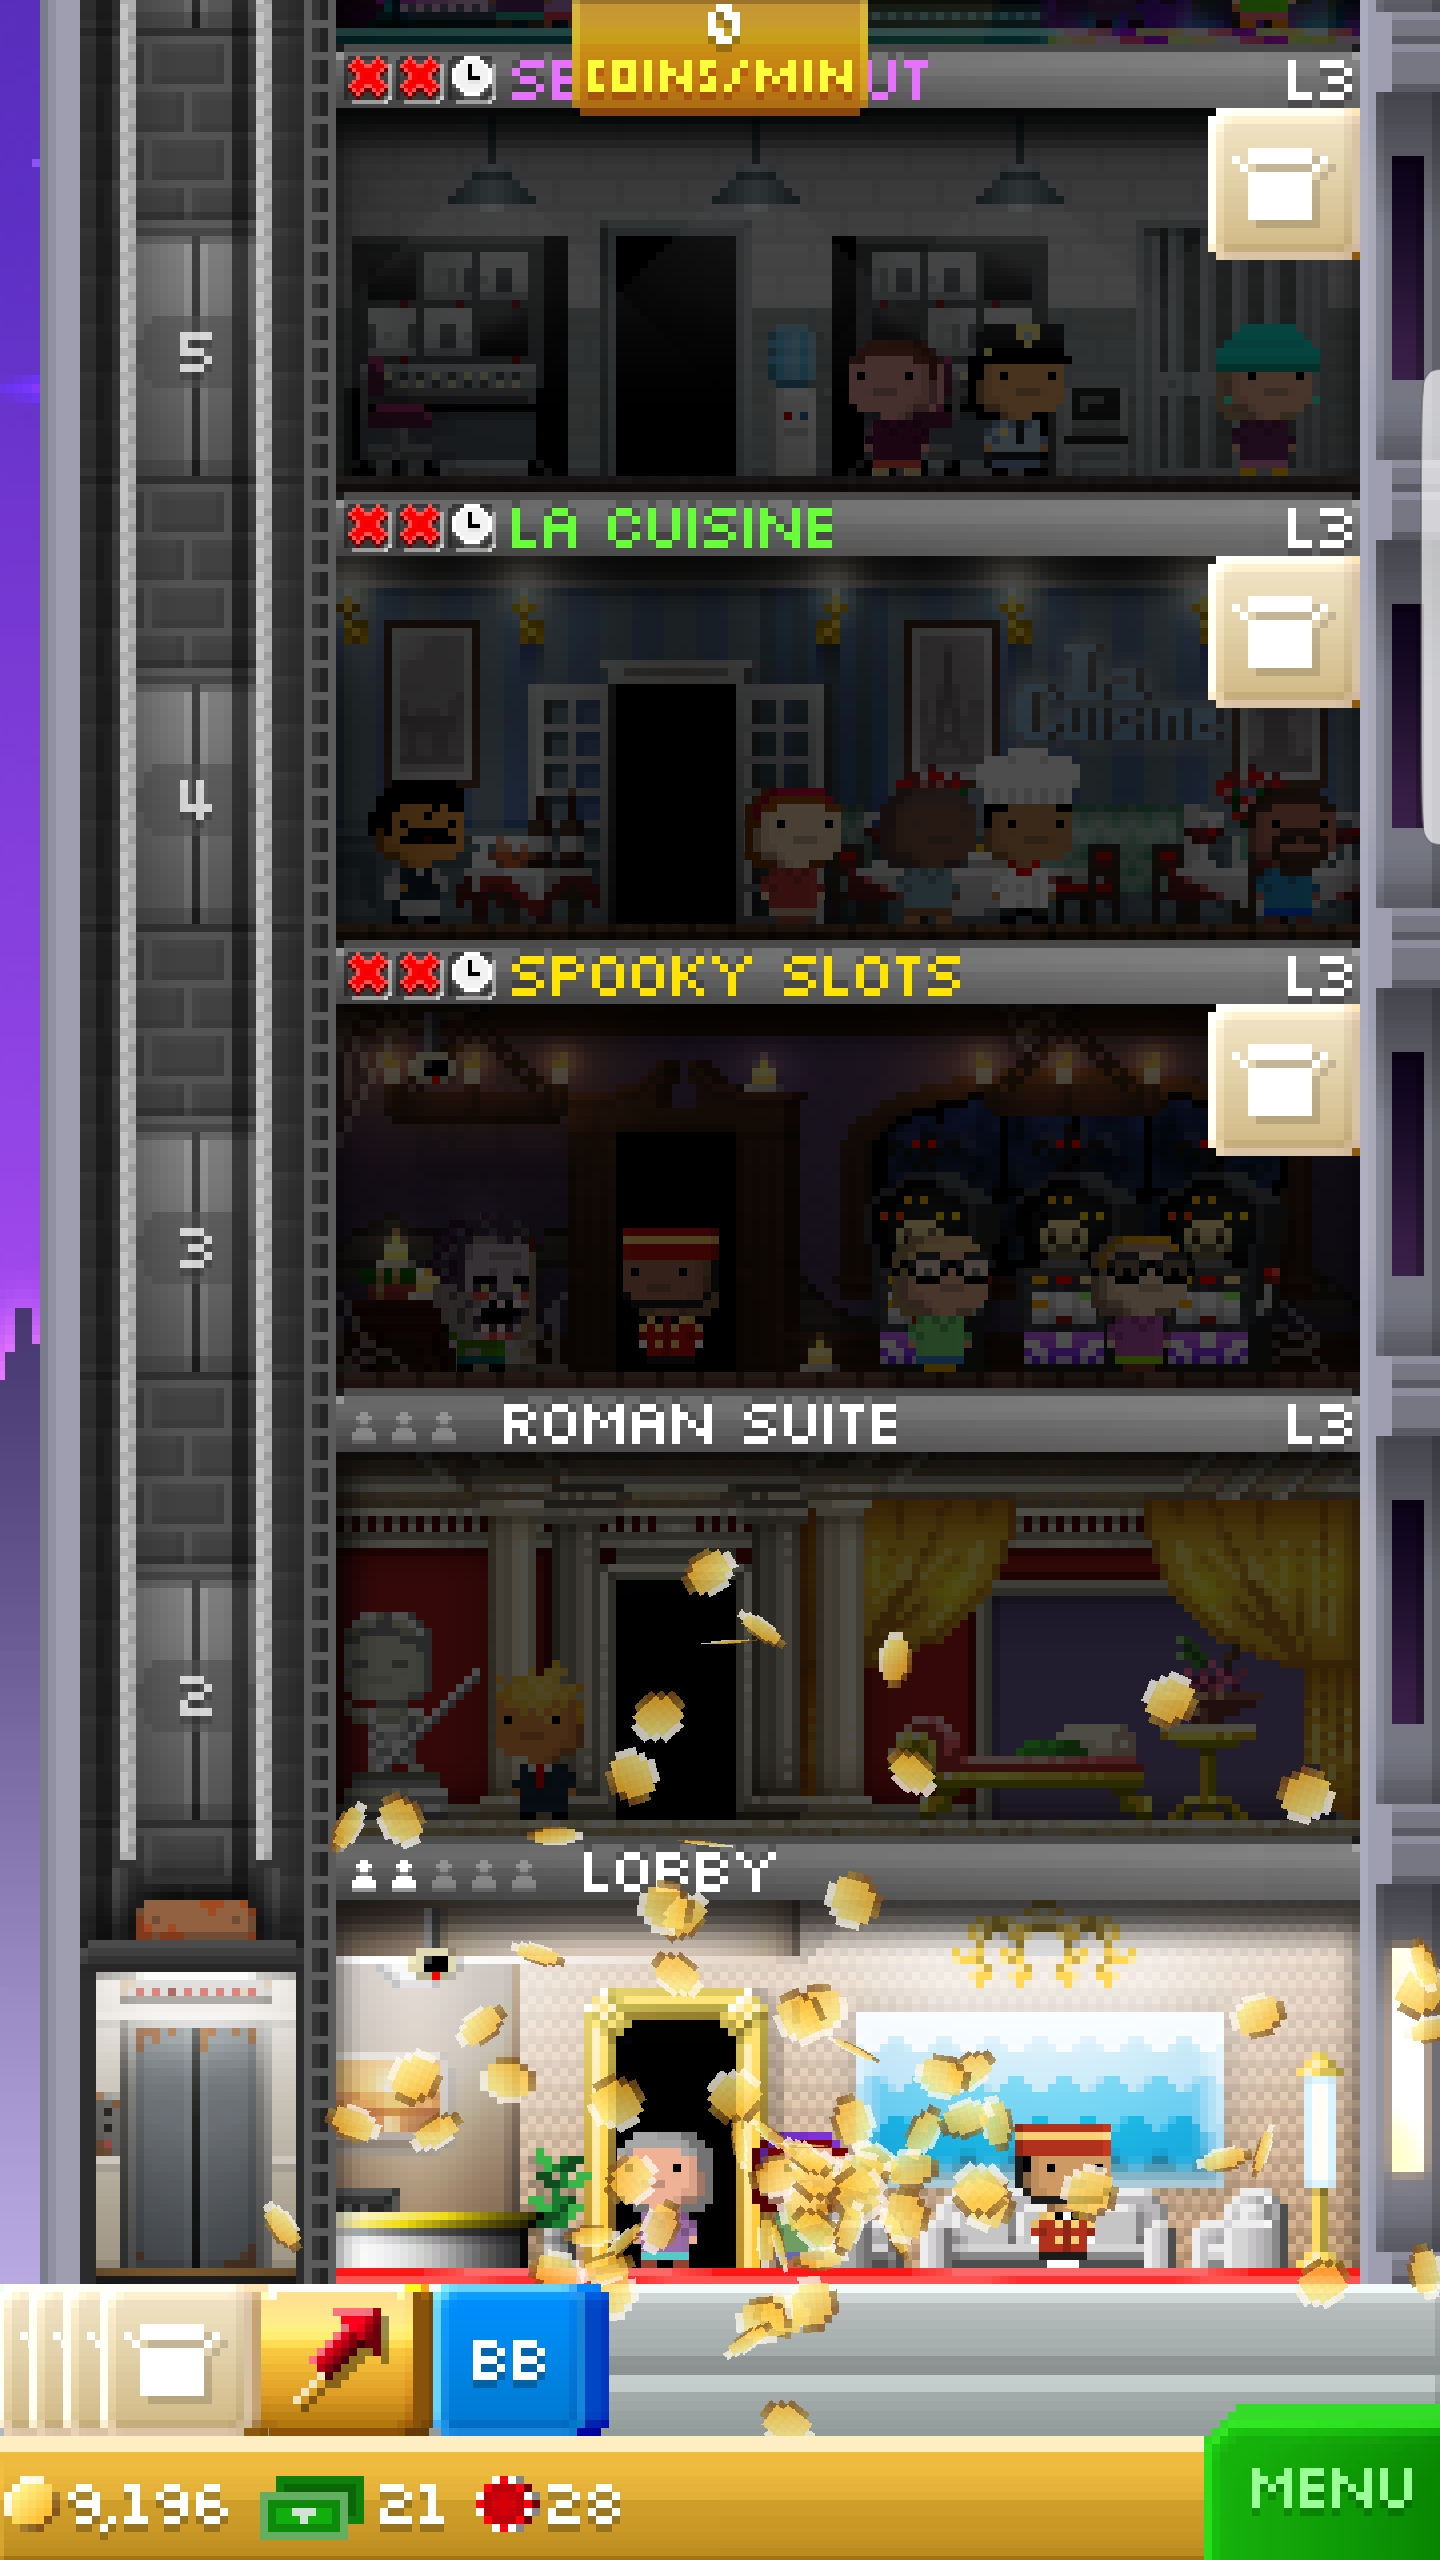 0
COINS/MIN
SE UT L3
5
LA CUISINE L3
La Cuisine
4
SPOOKY SLOTS L3
3
ROMAN SUITE L3
2
LOBBY
BB
9,196 21 28
MENU